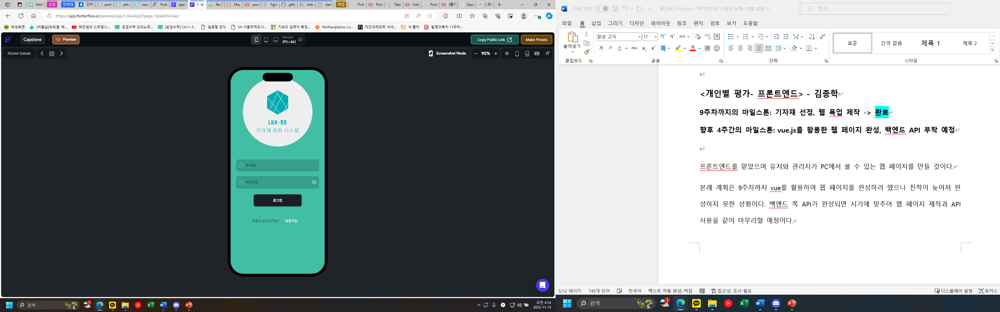 NAVE
신앙
인하대
인하
porta
job.in
cse.in
Flutt
app1
Re: [
May_
yout
figm
githu
notic
start
취업
Flutt
Flutt
Take
Vide
flutte
[플러
Equip
[ 코드
https://app.flutterflow.io/preview/app1-6ww6q3?page=SplashScreen
배경화면
[여름날]유희열, 헤...
헤민쌤의 스트럼스...
공업수학 강의노트...
[공업수학] CH.1~3...
일용할 양식
SH 서울주택도시...
키보드 입력이 특정...
Wolfram|Alpha: Co...
마인크래프트 닉네...
새 폴더
발명과특허 11주차...
Capstone
Preview
Size (px)
393 × 852
Copy Public Link
Make Private
Known Issues
Screenshot Mode
90%
LKK-99
기자재 관리 시스템
E-mail
비밀번호
로그인
계정이 없으신가요? 회원가입
검색
오전 4:14
2023-11-13
자동 저장
중간보고서.docx • 마지막으로 수정한 날짜: 10월 30일
검색
파일 홈 삽입 그리기 디자인 레이아웃 참조 편지 검토 보기 도움말
붙여넣기
맑은 고딕
17
표준
간격 없음
제목 1
제목 2
클립보드
글꼴
단락
스타일
<개인별 평가- 프론트엔드> - 김종학
9주차까지의 마일스톤: 기자재 선정, 웹 목업 제작 -> 완료
향후 4주간의 마일스톤: vue.js를 활용한 웹 페이지 완성, 백엔드 API 부착 예정
프론트엔드를 맡았으며 유저와 관리자가 PC에서 볼 수 있는 웹 페이지를 만들 것이다.
본래 계획은 9주차까지 vue를 활용하여 웹 페이지를 완성하려 했으나 진척이 늦어져 완
성하지 못한 상황이다. 백엔드 쪽 API가 완성되면 시기에 맞추어 웹 페이지 제작과 API
사용을 같이 마무리할 예정이다.
5/12 페이지
749개 단어
한국어
텍스트 자동 완성: 켜짐
접근성: 조사 필요
디스플레이 설정
포커스
검색